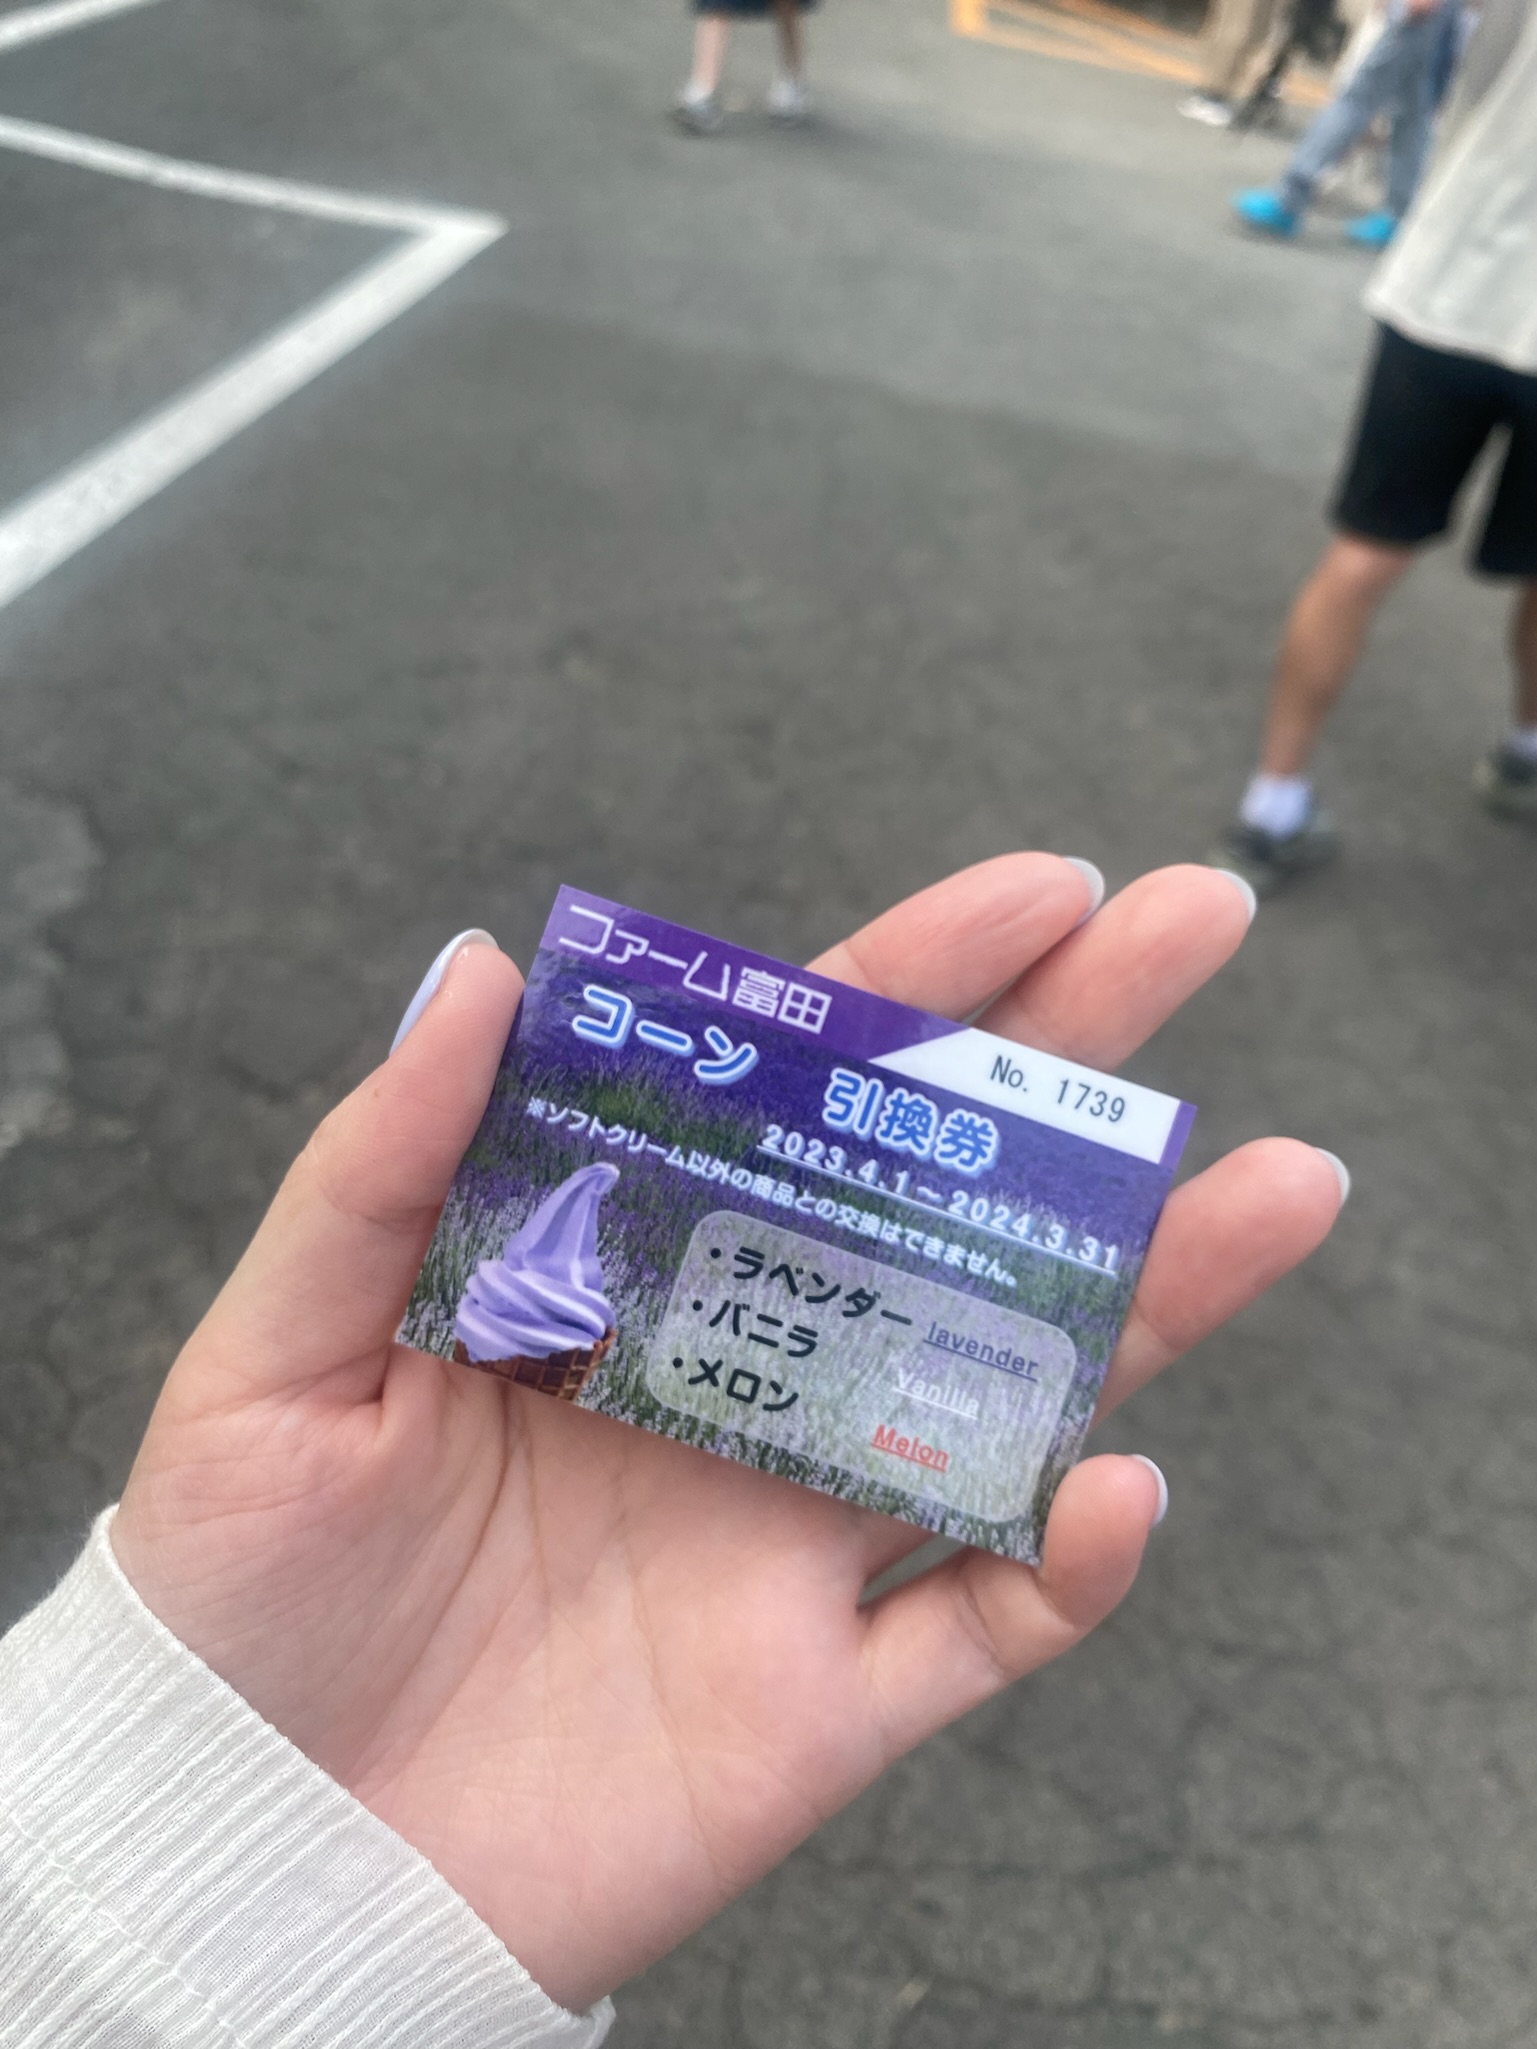 ファーム富田
No. 1739
コーン 引換券
2023.4.1~2024.3.31
※ソフトクリーム以外の商品との交換はできません。
・ラベンダー lavender
・バニラ Vanilla
・メロン Melon